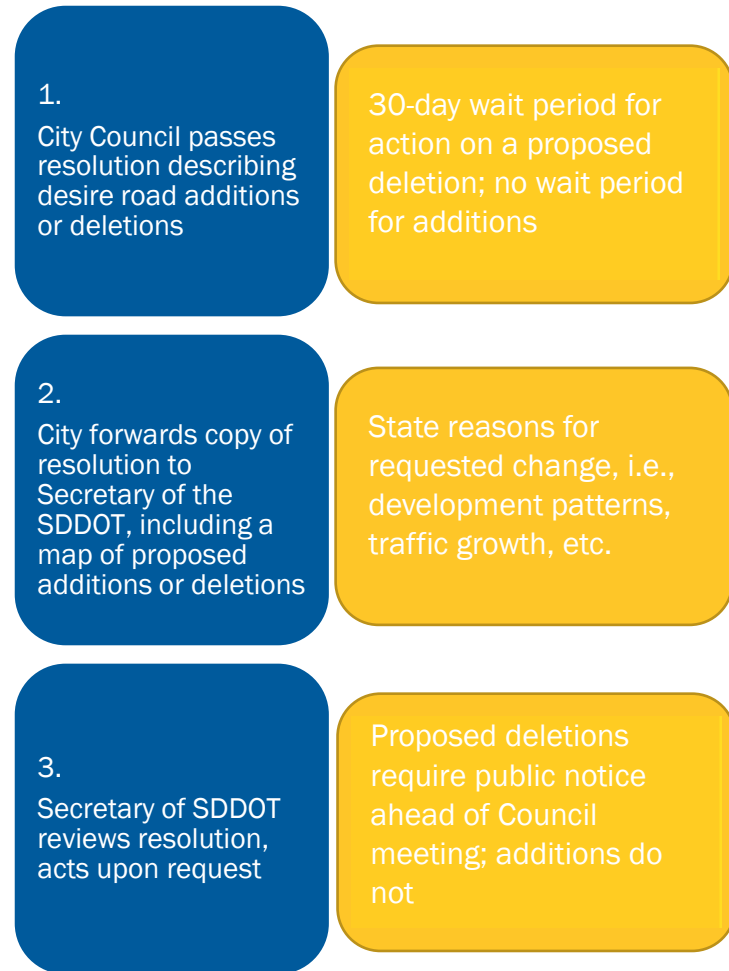 1.
City Council passes
resolution describing
desire road additions
or deletions
30-day wait period for
action on a proposed
deletion; no wait period
for additions
2.
City forwards copy of
resolution to
Secretary of the
SDDOT, including a
map of proposed
additions or deletions
State reasons for
requested change, i.e.,
development patterns,
traffic growth, etc.
3.
Secretary of SDDOT
reviews resolution,
acts upon request
Proposed deletions
require public notice
ahead of Council
meeting; additions do
not